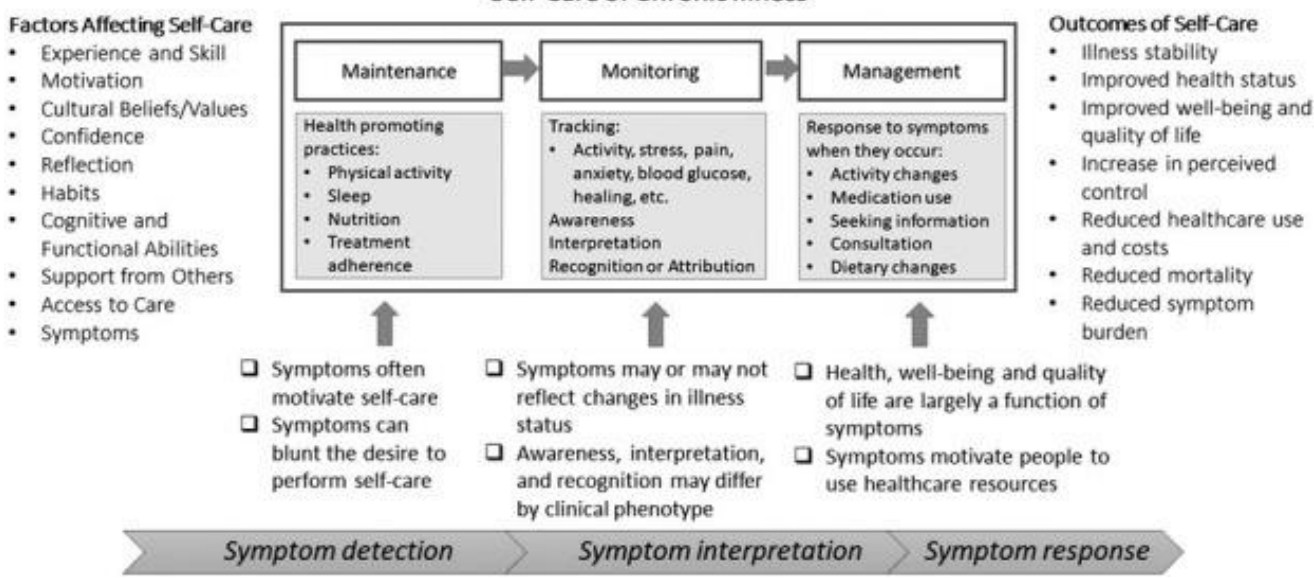 Factors Affecting Self-Care
• Experience and Skill
• Motivation
• Cultural Beliefs/Values
• Confidence
• Reflection
• Habits
• Cognitive and
Functional Abilities
• Support from Others
• Access to Care
• Symptoms
Maintenance
Health promoting
practices:
• Physical activity
• Sleep
• Nutrition
• Treatment
adherence
Monitoring
Tracking:
• Activity, stress, pain,
anxiety, blood glucose,
healing, etc.
Awareness
Interpretation
Recognition or Attribution
Management
Response to symptoms
when they occur:
• Activity changes
• Medication use
• Seeking information
• Consultation
• Dietary changes
Outcomes of Self-Care
• Illness stability
• Improved health status
• Improved well-being and
quality of life
• Increase in perceived
control
• Reduced healthcare use
and costs
• Reduced mortality
• Reduced symptom
burden
❑ Symptoms often
motivate self-care
❑ Symptoms can
blunt the desire to
perform self-care
❑ Symptoms may or may not
reflect changes in illness
status
❑ Awareness, interpretation,
and recognition may differ
by clinical phenotype
❑ Health, well-being and quality
of life are largely a function of
symptoms
❑ Symptoms motivate people to
use healthcare resources
Symptom detection
Symptom interpretation
Symptom response